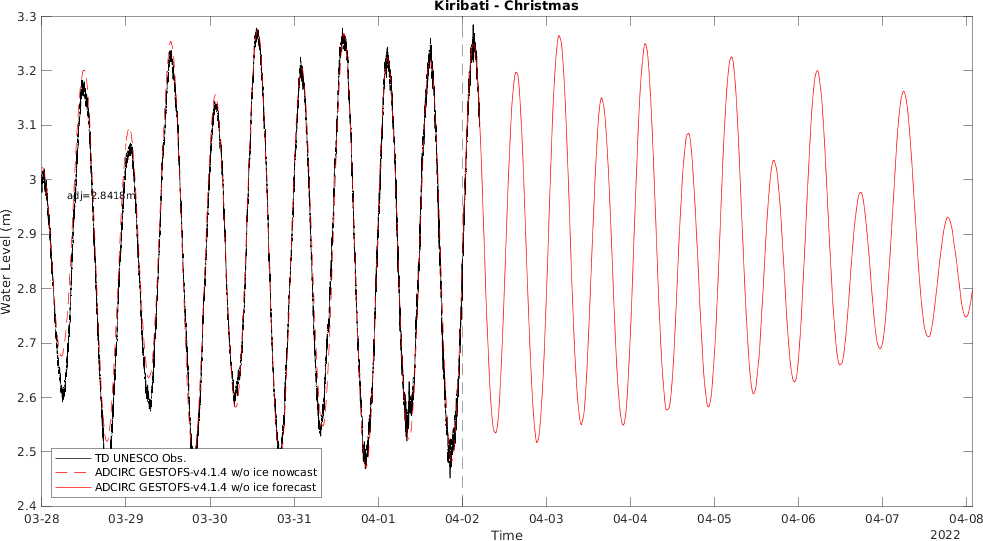 Kiribati - Christmas
3.3
3.2
3.1
3
2.9
2.8
2.7
2.6
2.5
2.4
Water Level (m)
adj=2.8418m
TD UNESCO Obs.
ADCIRC GESTOFS-v4.1.4 w/o ice nowcast
ADCIRC GESTOFS-v4.1.4 w/o ice forecast
03-28 03-29 03-30 03-31 04-01 04-02 04-03 04-04 04-05 04-06 04-07 04-08
Time
2022